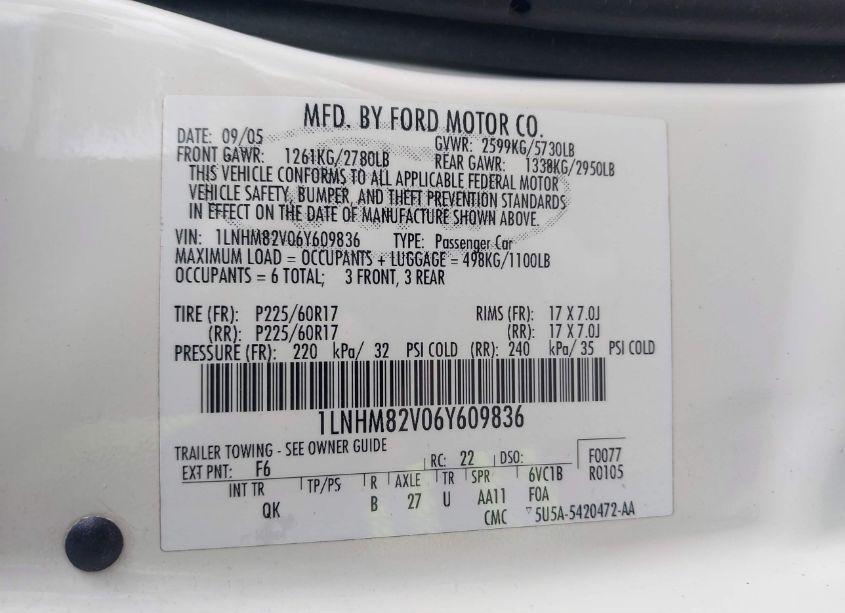 MFD. BY FORD MOTOR CO.
DATE: 09/05 GVWR: 2599KG/5730LB
FRONT GAWR: 1261KG/2780LB REAR GAWR: 1338KG/2950LB
THIS VEHICLE CONFORMS TO ALL APPLICABLE FEDERAL MOTOR
VEHICLE SAFETY, BUMPER, AND THEFT PREVENTION STANDARDS
IN EFFECT ON THE DATE OF MANUFACTURE SHOWN ABOVE.
VIN: 1LNHM82V06Y609836 TYPE: Passenger Car
MAXIMUM LOAD = OCCUPANTS + LUGGAGE = 498KG/1100LB
OCCUPANTS = 6 TOTAL; 3 FRONT, 3 REAR
TIRE (FR): P225/60R17 RIMS (FR): 17 X 7.0J
(RR): P225/60R17 (RR): 17 X 7.0J
PRESSURE (FR): 220 kPa/ 32 PSI COLD (RR): 240 kPa/ 35 PSI COLD
1LNHM82V06Y609836
TRAILER TOWING - SEE OWNER GUIDE
EXT PNT: F6 RC: 22 DSO: F0077
R0105
INT TR TP/PS R AXLE TR SPR 6VC1B
QK B 27 U AA11 F0A
CMC 5U5A-5420472-AA